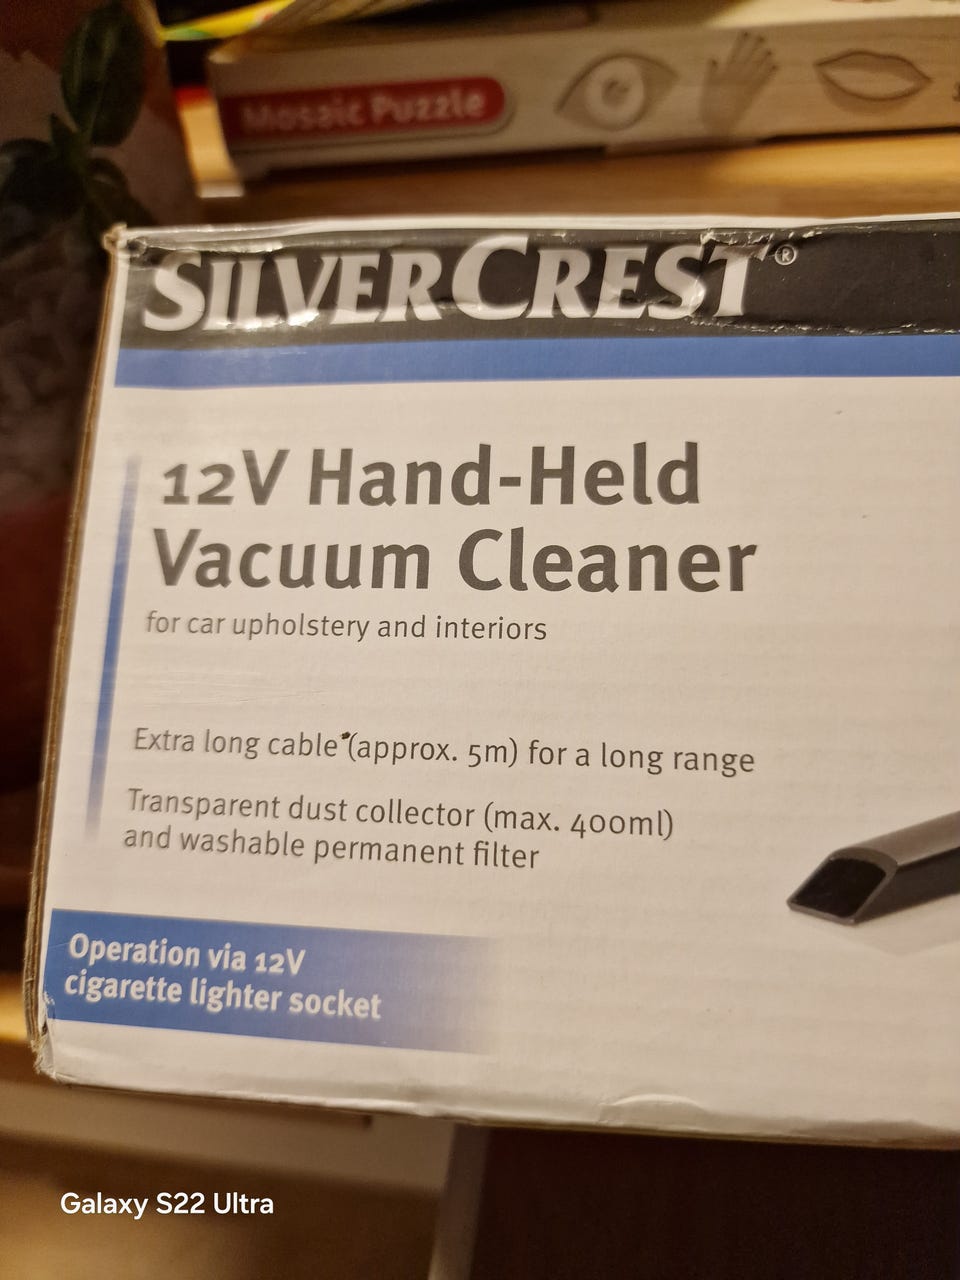 Mosaic Puzzle
SILVERCREST®
12V Hand-Held
Vacuum Cleaner
for car upholstery and interiors
Extra long cable (approx. 5m) for a long range
Transparent dust collector (max. 400ml)
and washable permanent filter
Operation via 12V
cigarette lighter socket
Galaxy S22 Ultra